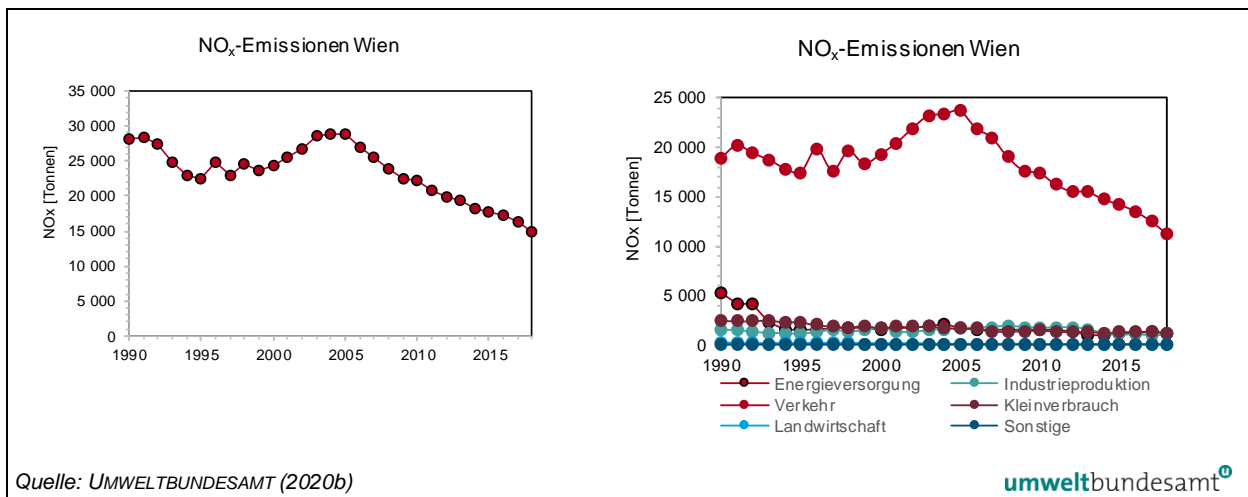 NOx-Emissionen Wien
NOx [Tonnen]
35 000
30 000
25 000
20 000
15 000
10 000
5 000
0
1990 1995 2000 2005 2010 2015
NOx-Emissionen Wien
NOx [Tonnen]
25 000
20 000
15 000
10 000
5 000
0
1990 1995 2000 2005 2010 2015
Energieversorgung Industrieproduktion
Verkehr Kleinverbrauch
Landwirtschaft Sonstige
Quelle: UMWELTBUNDESAMT (2020b)
umweltbundesamt u